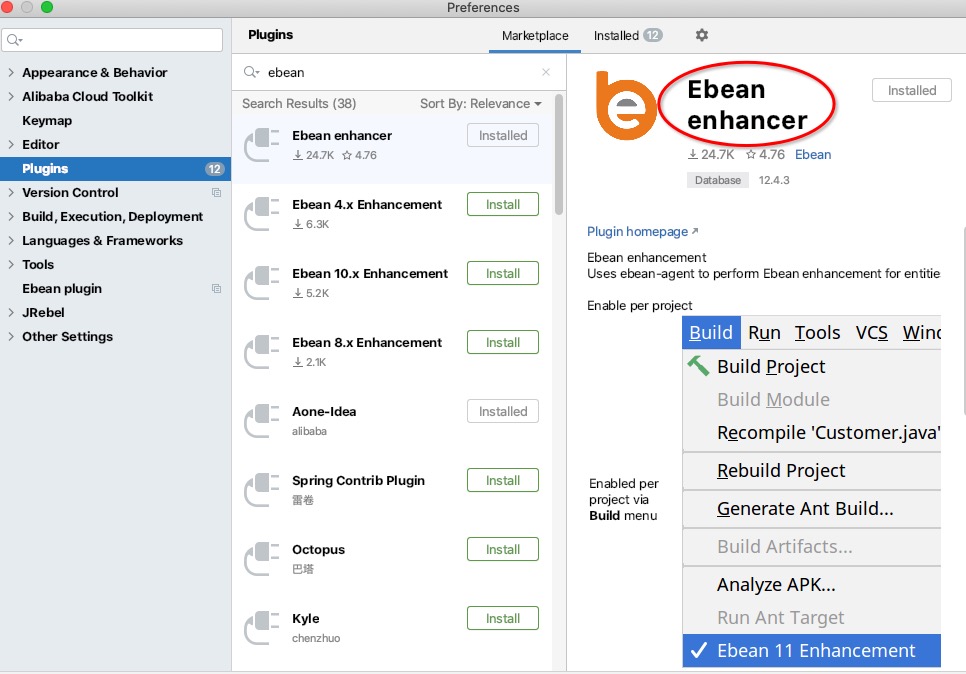 Preferences
Appearance & Behavior
Alibaba Cloud Toolkit
Keymap
Editor
Plugins 12
Version Control
Build, Execution, Deployment
Languages & Frameworks
Tools
Ebean plugin
JRebel
Other Settings
Plugins
Marketplace
Installed 12
ebean
Search Results (38)
Sort By: Relevance
Ebean enhancer
24.7K 4.76
Installed
Ebean 4.x Enhancement
6.3K
Install
Ebean 10.x Enhancement
5.2K
Install
Ebean 8.x Enhancement
2.1K
Install
Aone-Idea
alibaba
Installed
Spring Contrib Plugin
雷卷
Install
Octopus
巴塔
Install
Kyle
chenzhuo
Install
e
Ebean
enhancer
Installed
24.7K 4.76 Ebean
Database 12.4.3
Plugin homepage
Ebean enhancement
Uses ebean-agent to perform Ebean enhancement for entitie
Enable per project
Enabled per
project via
Build menu
Build Run Tools VCS Wind
Build Project
Build Module
Recompile 'Customer.java'
Rebuild Project
Generate Ant Build...
Build Artifacts...
Analyze APK...
Run Ant Target
Ebean 11 Enhancement